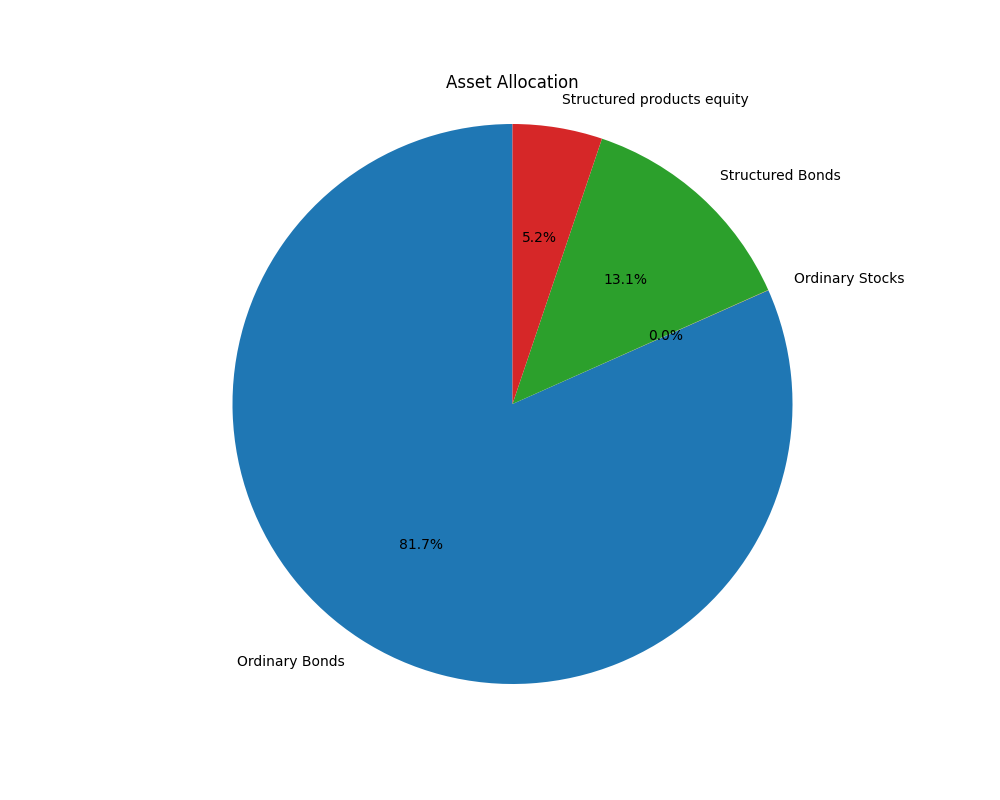 Asset Allocation
Structured products equity
Structured Bonds
5.2%
Ordinary Stocks
13.1%
0.0%
81.7%
Ordinary Bonds